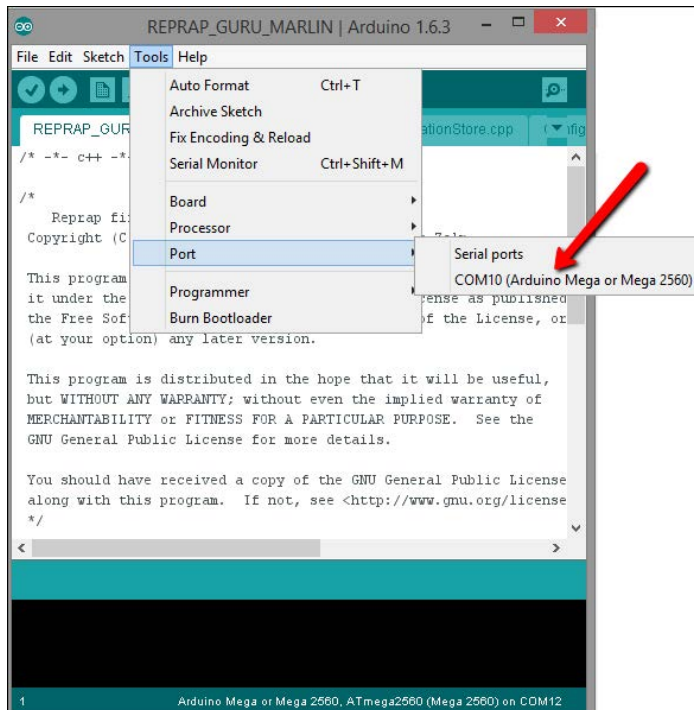 REPRAP_GURU_MARLIN | Arduino 1.6.3
File Edit Sketch Tools Help
Auto Format Ctrl+T
Archive Sketch
Fix Encoding & Reload
Serial Monitor Ctrl+Shift+M
Board
Processor
Port
Programmer
Burn Bootloader
Serial ports
COM10 (Arduino Mega or Mega 2560)
REPRAP_GUR ationStore.cpp
/* -*- c++ -*-
/*
Reprap fi
Copyright (C
This program
it under the ense as published
the Free Sof of the License, or
(at your option) any later version.
This program is distributed in the hope that it will be useful,
but WITHOUT ANY WARRANTY; without even the implied warranty of
MERCHANTABILITY or FITNESS FOR A PARTICULAR PURPOSE. See the
GNU General Public License for more details.
You should have received a copy of the GNU General Public License
along with this program. If not, see <http://www.gnu.org/license
*/
1 Arduino Mega or Mega 2560, ATmega2560 (Mega 2560) on COM12